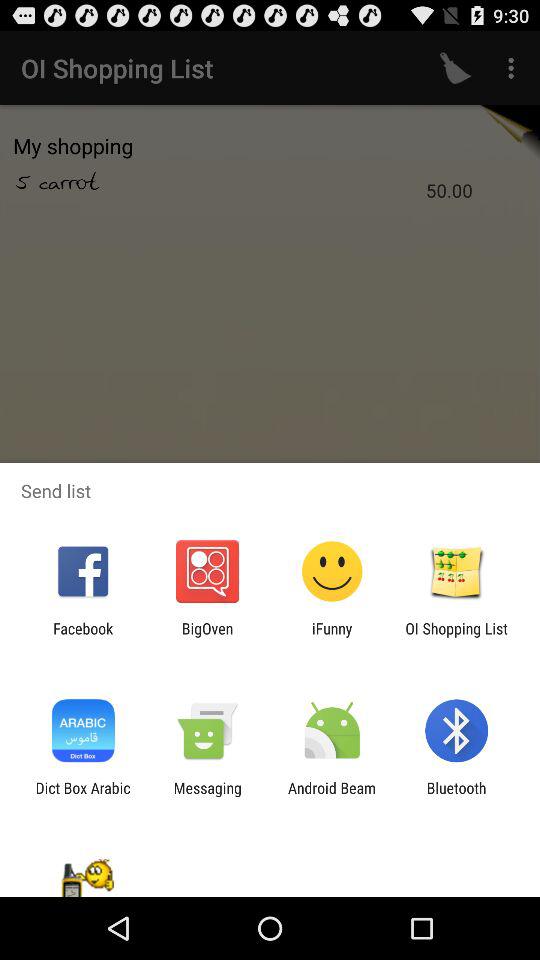 9:30
OI Shopping List
My shopping
5 carrot
50.00
Send list
Facebook
BigOven
iFunny
OI Shopping List
ARABIC
قاموس
Dict Box
Dict Box Arabic
Messaging
Android Beam
Bluetooth